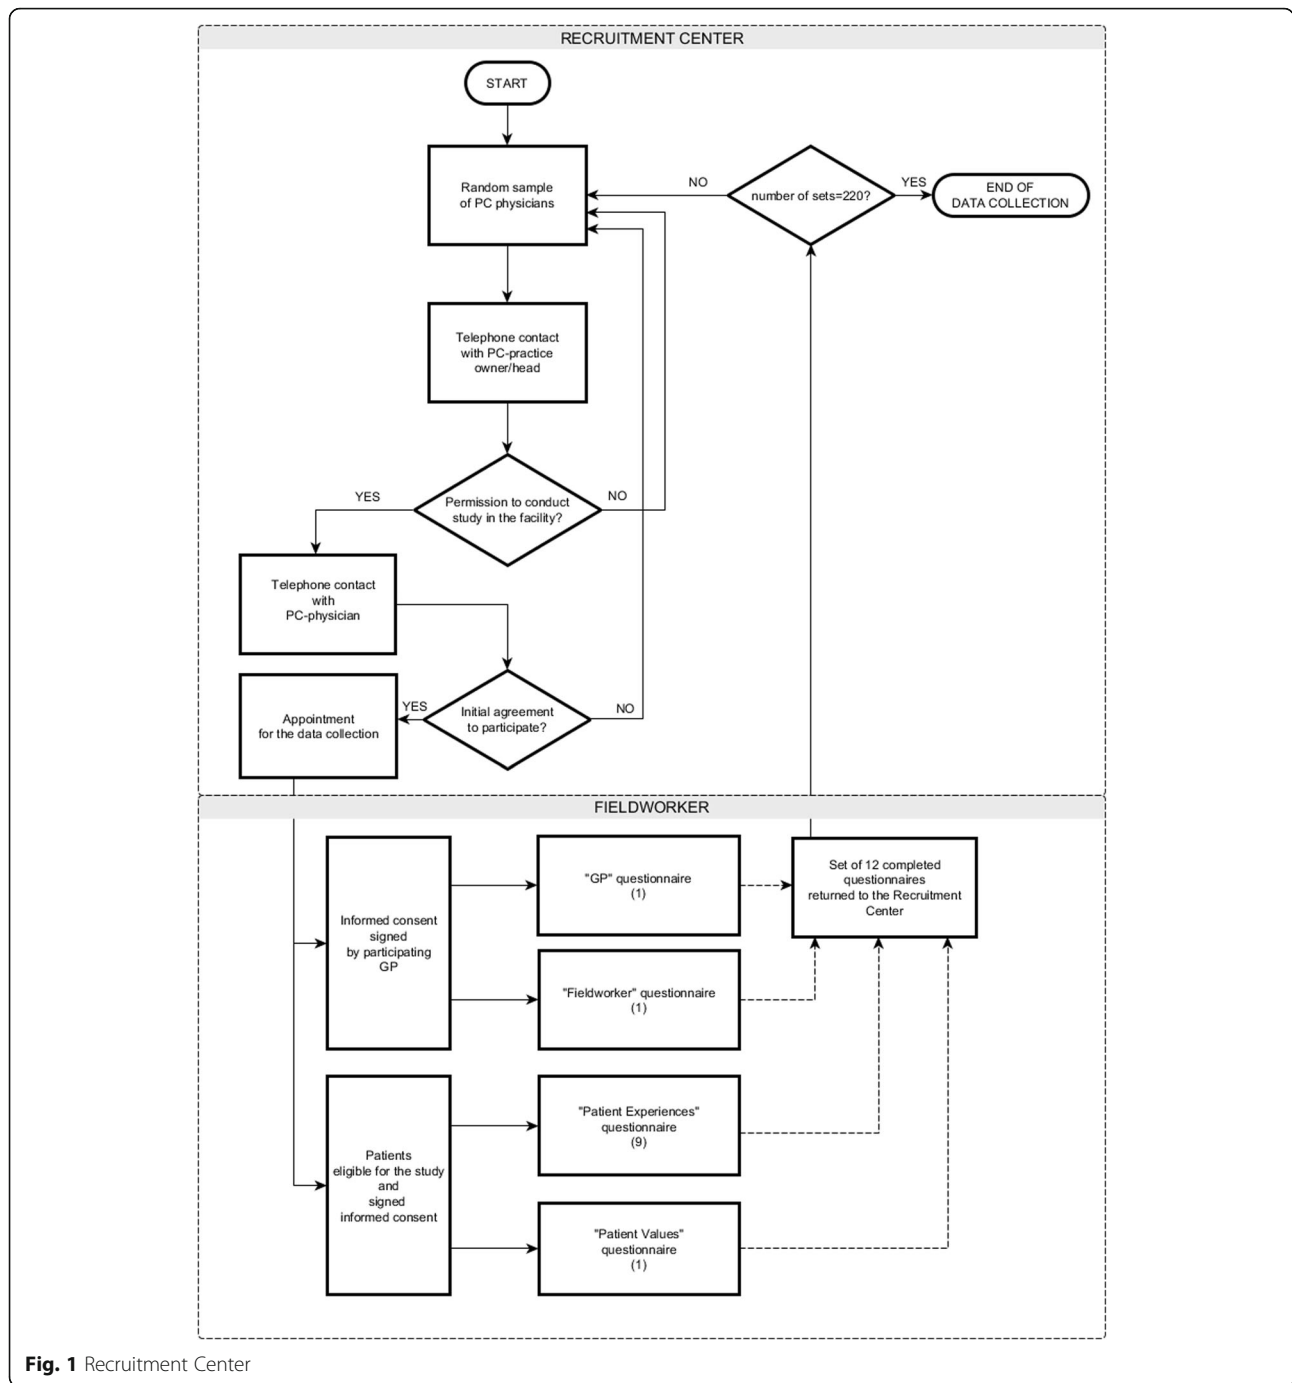 RECRUITMENT CENTER
START
Random sample
of PC physicians
NO
number of sets=220?
YES
END OF
DATA COLLECTION
Telephone contact
with PC-practice
owner/head
YES
Permission to conduct
study in the facility?
NO
Telephone contact
with
PC-physician
Appointment
for the data collection
YES
Initial agreement
to participate?
NO
FIELDWORKER
Informed consent
signed
by participating
GP
"GP" questionnaire
(1)
Set of 12 completed
questionnaires
returned to the Recruitment
Center
"Fieldworker" questionnaire
(1)
Patients
eligible for the study
and
signed
informed consent
"Patient Experiences"
questionnaire
(9)
"Patient Values"
questionnaire
(1)
Fig. 1 Recruitment Center